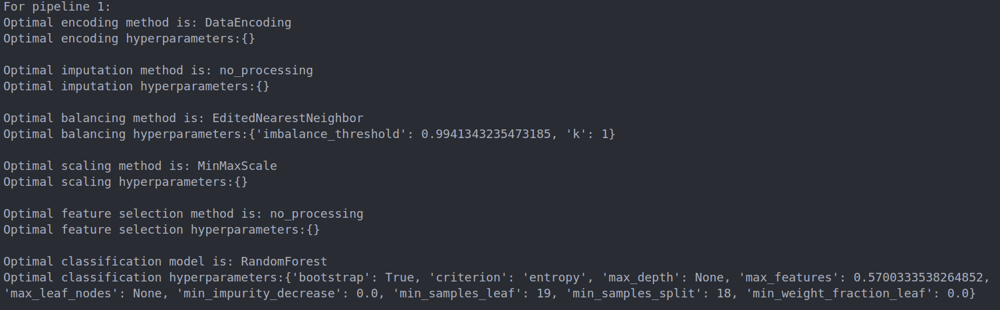 For pipeline 1:
Optimal encoding method is: DataEncoding
Optimal encoding hyperparameters:{}
Optimal imputation method is: no_processing
Optimal imputation hyperparameters:{}
Optimal balancing method is: EditedNearestNeighbor
Optimal balancing hyperparameters:{'imbalance_threshold': 0.9941343235473185, 'k': 1}
Optimal scaling method is: MinMaxScale
Optimal scaling hyperparameters:{}
Optimal feature selection method is: no_processing
Optimal feature selection hyperparameters:{}
Optimal classification model is: RandomForest
Optimal classification hyperparameters:{'bootstrap': True, 'criterion': 'entropy', 'max_depth': None, 'max_features': 0.5700333538264852,
'max_leaf_nodes': None, 'min_impurity_decrease': 0.0, 'min_samples_leaf': 19, 'min_samples_split': 18, 'min_weight_fraction_leaf': 0.0}